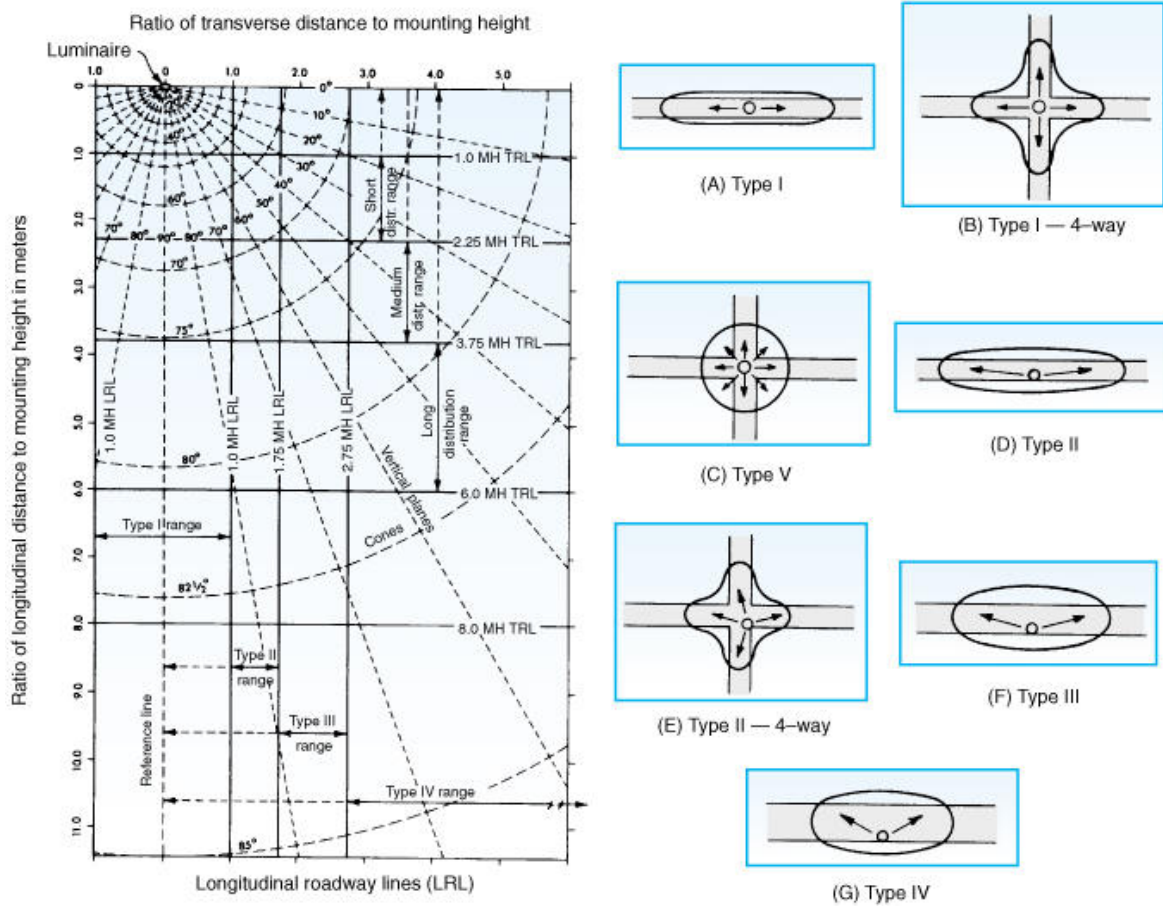 Ratio of transverse distance to mounting height
Luminaire
1.0 0 1.0 2.0 3.0 4.0 5.0
0°
10°
20°
30°
40°
50°
60°
70°
80°
90°
80°
70°
60°
70°
75°
80°
82½°
85°
0
1.0
2.0
3.0
4.0
5.0
6.0
7.0
8.0
9.0
10.0
11.0
Ratio of longitudinal distance to mounting height in meters
1.0 MH TRL
2.25 MH TRL
3.75 MH TRL
6.0 MH TRL
8.0 MH TRL
Short
distr. range
Medium
distr. range
Long
distribution
range
1.0 MH LRL
1.0 MH LRL
1.75 MH LRL
2.75 MH LRL
Vertical planes
Cones
Type I range
Type II
range
Type III
range
Type IV range
Reference line
Longitudinal roadway lines (LRL)
(A) Type I
(B) Type I — 4–way
(C) Type V
(D) Type II
(E) Type II — 4–way
(F) Type III
(G) Type IV